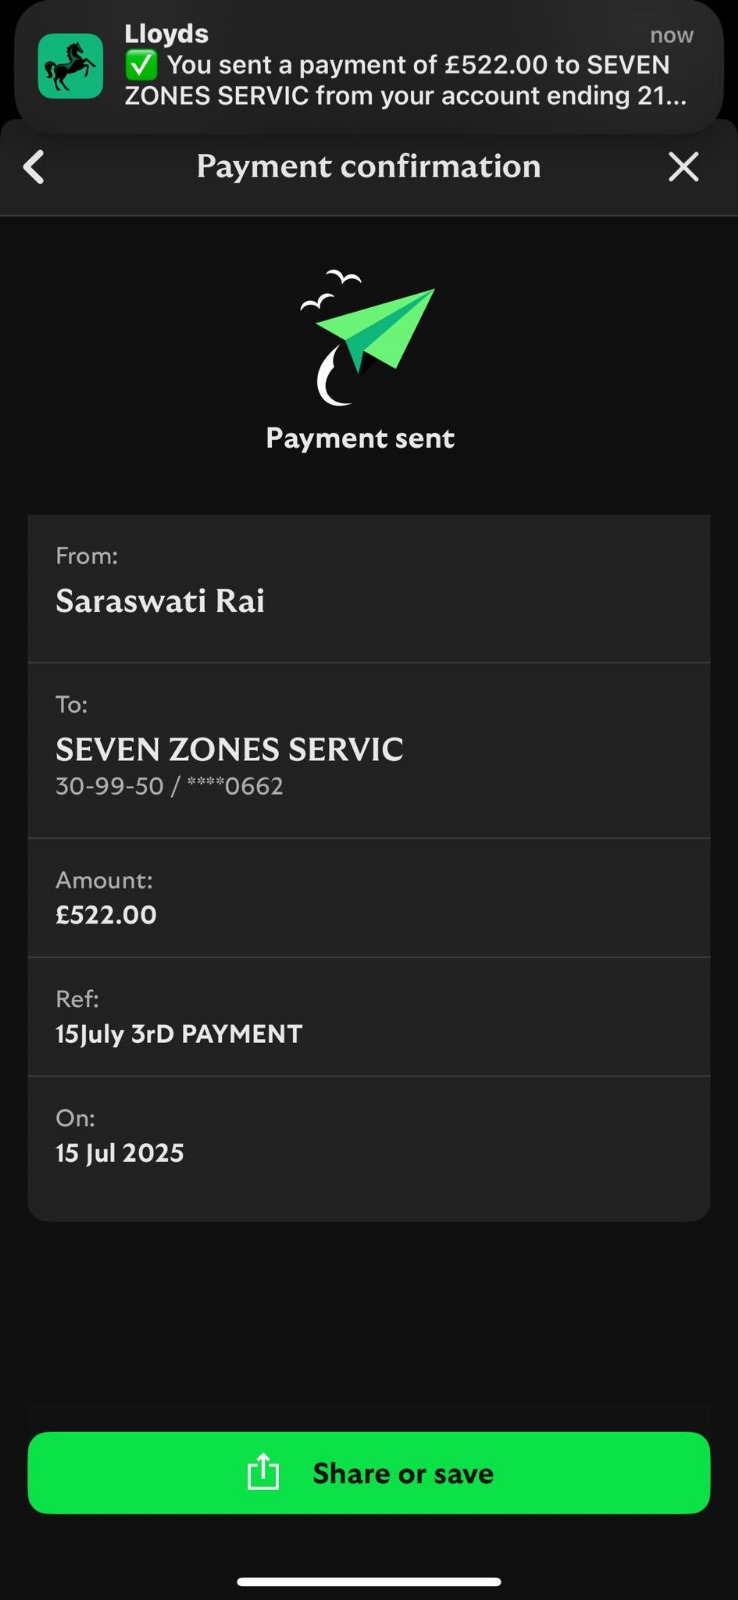 Lloyds
now
✅ You sent a payment of £522.00 to SEVEN
ZONES SERVIC from your account ending 21...
Payment confirmation
Payment sent
From:
Saraswati Rai
To:
SEVEN ZONES SERVIC
30-99-50 / ****0662
Amount:
£522.00
Ref:
15July 3rD PAYMENT
On:
15 Jul 2025
Share or save